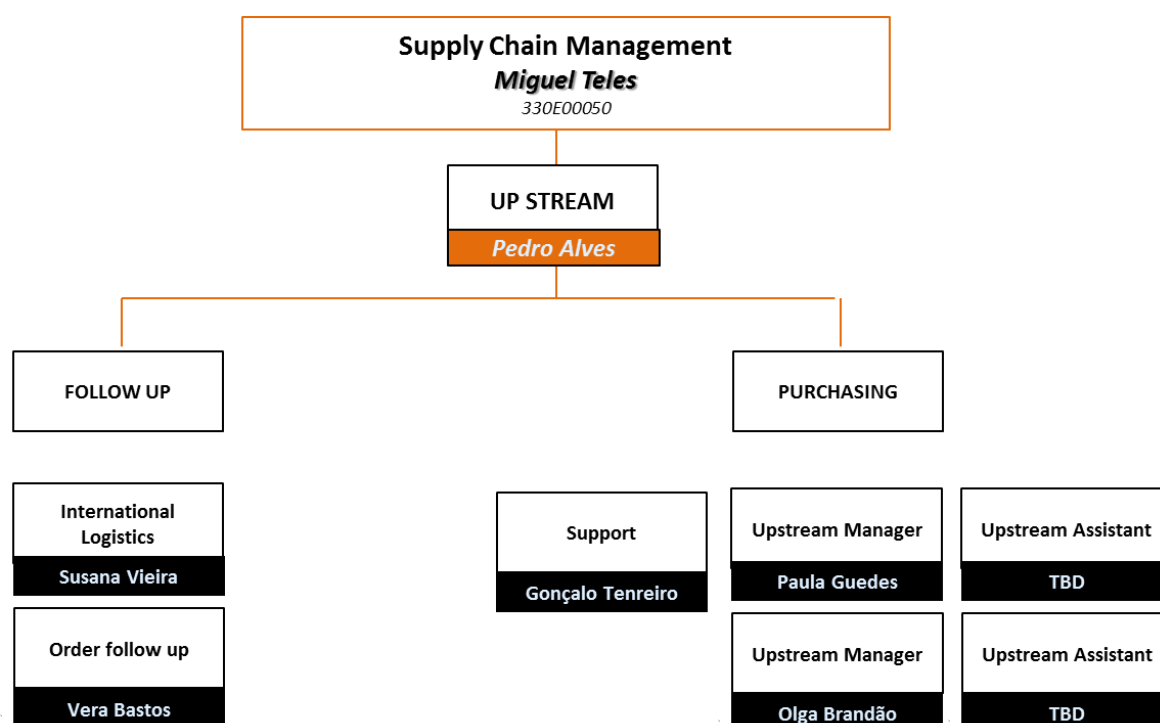 Supply Chain Management
Miguel Teles
330E00050
UP STREAM
Pedro Alves
FOLLOW UP
PURCHASING
International
Logistics
Susana Vieira
Support
Gonçalo Tenreiro
Upstream Manager
Paula Guedes
Upstream Assistant
TBD
Order follow up
Vera Bastos
Upstream Manager
Olga Brandão
Upstream Assistant
TBD